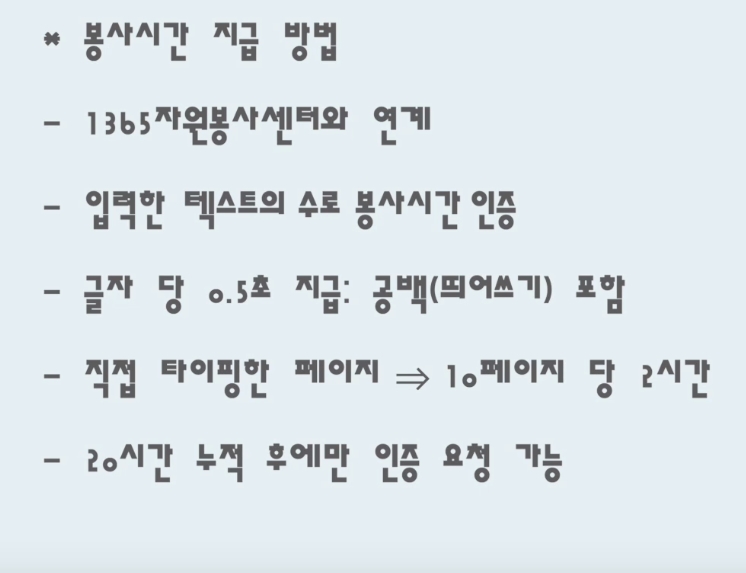 * 봉사시간 지급 방법
- 1365자원봉사센터와 연계
- 입력한 텍스트의 수로 봉사시간 인증
- 글자 당 0.5초 지급: 공백(띄어쓰기) 포함
- 직접 타이핑한 페이지 ⇒ 10페이지 당 2시간
- 20시간 누적 후에만 인증 요청 가능